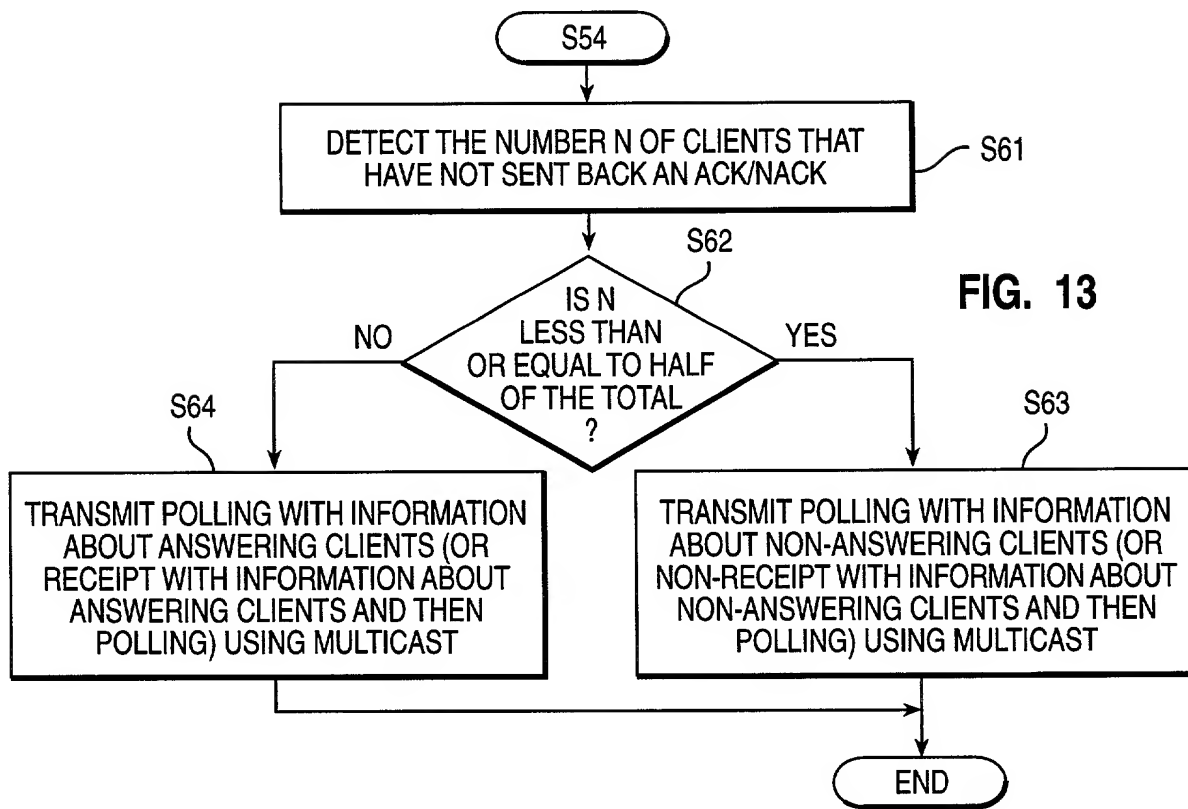 S54
DETECT THE NUMBER N OF CLIENTS THAT
HAVE NOT SENT BACK AN ACK/NACK
S61
S62
IS N
LESS THAN
OR EQUAL TO HALF
OF THE TOTAL
?
NO
YES
FIG. 13
S64
TRANSMIT POLLING WITH INFORMATION
ABOUT ANSWERING CLIENTS (OR
RECEIPT WITH INFORMATION ABOUT
ANSWERING CLIENTS AND THEN
POLLING) USING MULTICAST
S63
TRANSMIT POLLING WITH INFORMATION
ABOUT NON-ANSWERING CLIENTS (OR
NON-RECEIPT WITH INFORMATION ABOUT
NON-ANSWERING CLIENTS AND THEN
POLLING) USING MULTICAST
END